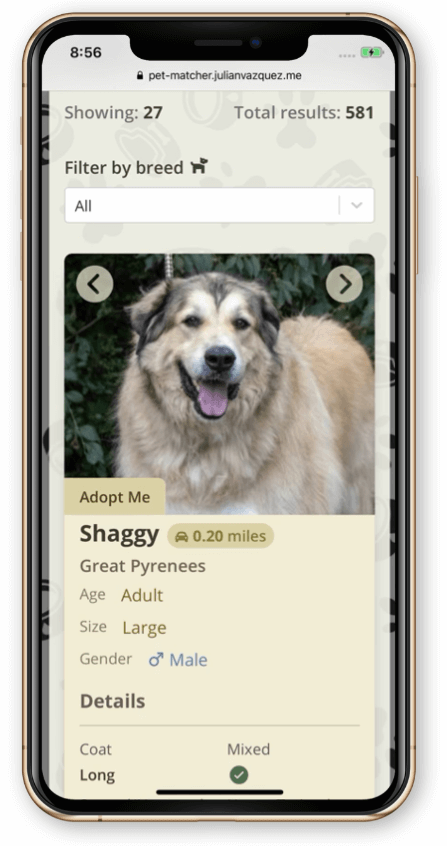 8:56
pet-matcher.julianvazquez.me
Showing: 27 Total results: 581
Filter by breed
All
Adopt Me
Shaggy 0.20 miles
Great Pyrenees
Age Adult
Size Large
Gender Male
Details
Coat Mixed
Long